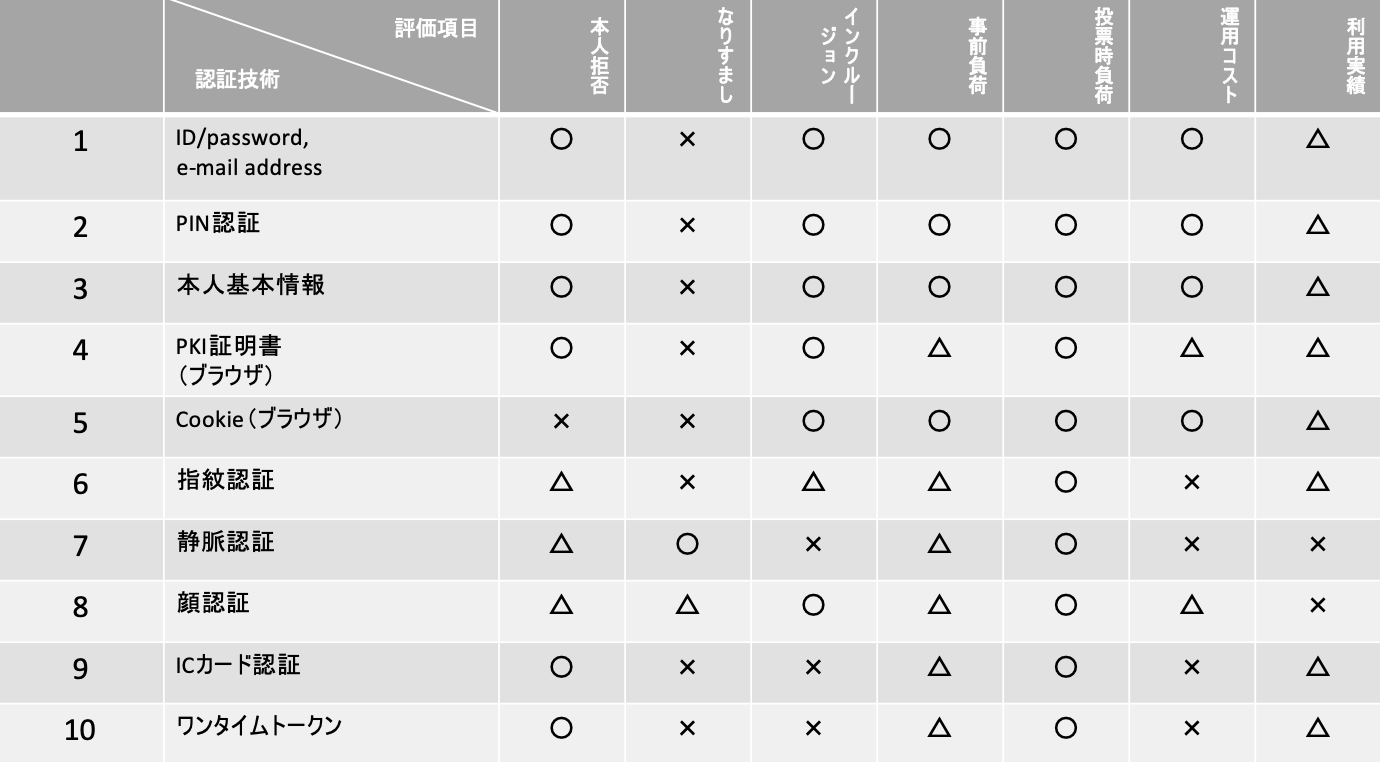 評価項目
認証技術
本人拒否
なりすまし
インクルー
ジョン
事前負荷
投票時負荷
運用コスト
利用実績
1 ID/password, ○ × ○ ○ ○ ○ △
e-mail address
2 PIN認証 ○ × ○ ○ ○ ○ △
3 本人基本情報 ○ × ○ ○ ○ ○ △
4 PKI証明書 ○ × ○ △ ○ △ △
（ブラウザ）
5 Cookie（ブラウザ） × × ○ ○ ○ ○ △
6 指紋認証 △ × △ △ ○ × △
7 静脈認証 △ ○ × △ ○ × ×
8 顔認証 △ △ ○ △ ○ △ ×
9 ICカード認証 ○ × × △ ○ × △
10 ワンタイムトークン ○ × × △ ○ × △